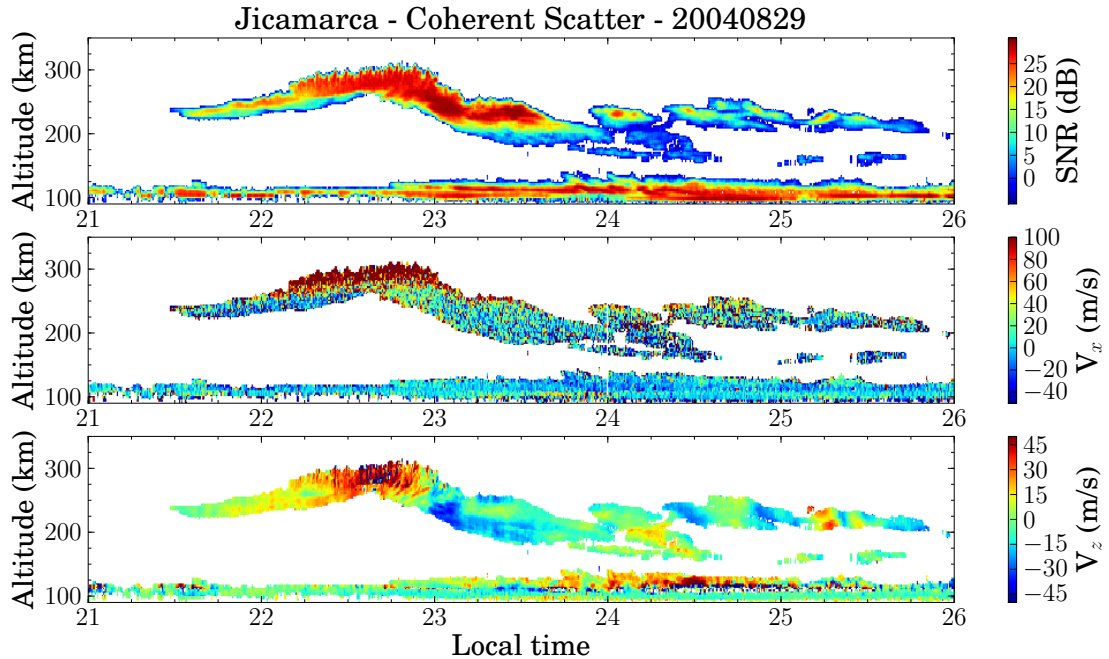 Jicamarca - Coherent Scatter - 20040829
Altitude (km)
300
200
100
21 22 23 24 25 26
25
20
15
10
5
0
SNR (dB)
Altitude (km)
300
200
100
21 22 23 24 25 26
100
80
60
40
20
0
−20
−40
Vx (m/s)
Altitude (km)
300
200
100
21 22 23 24 25 26
45
30
15
0
−15
−30
−45
Vz (m/s)
Local time